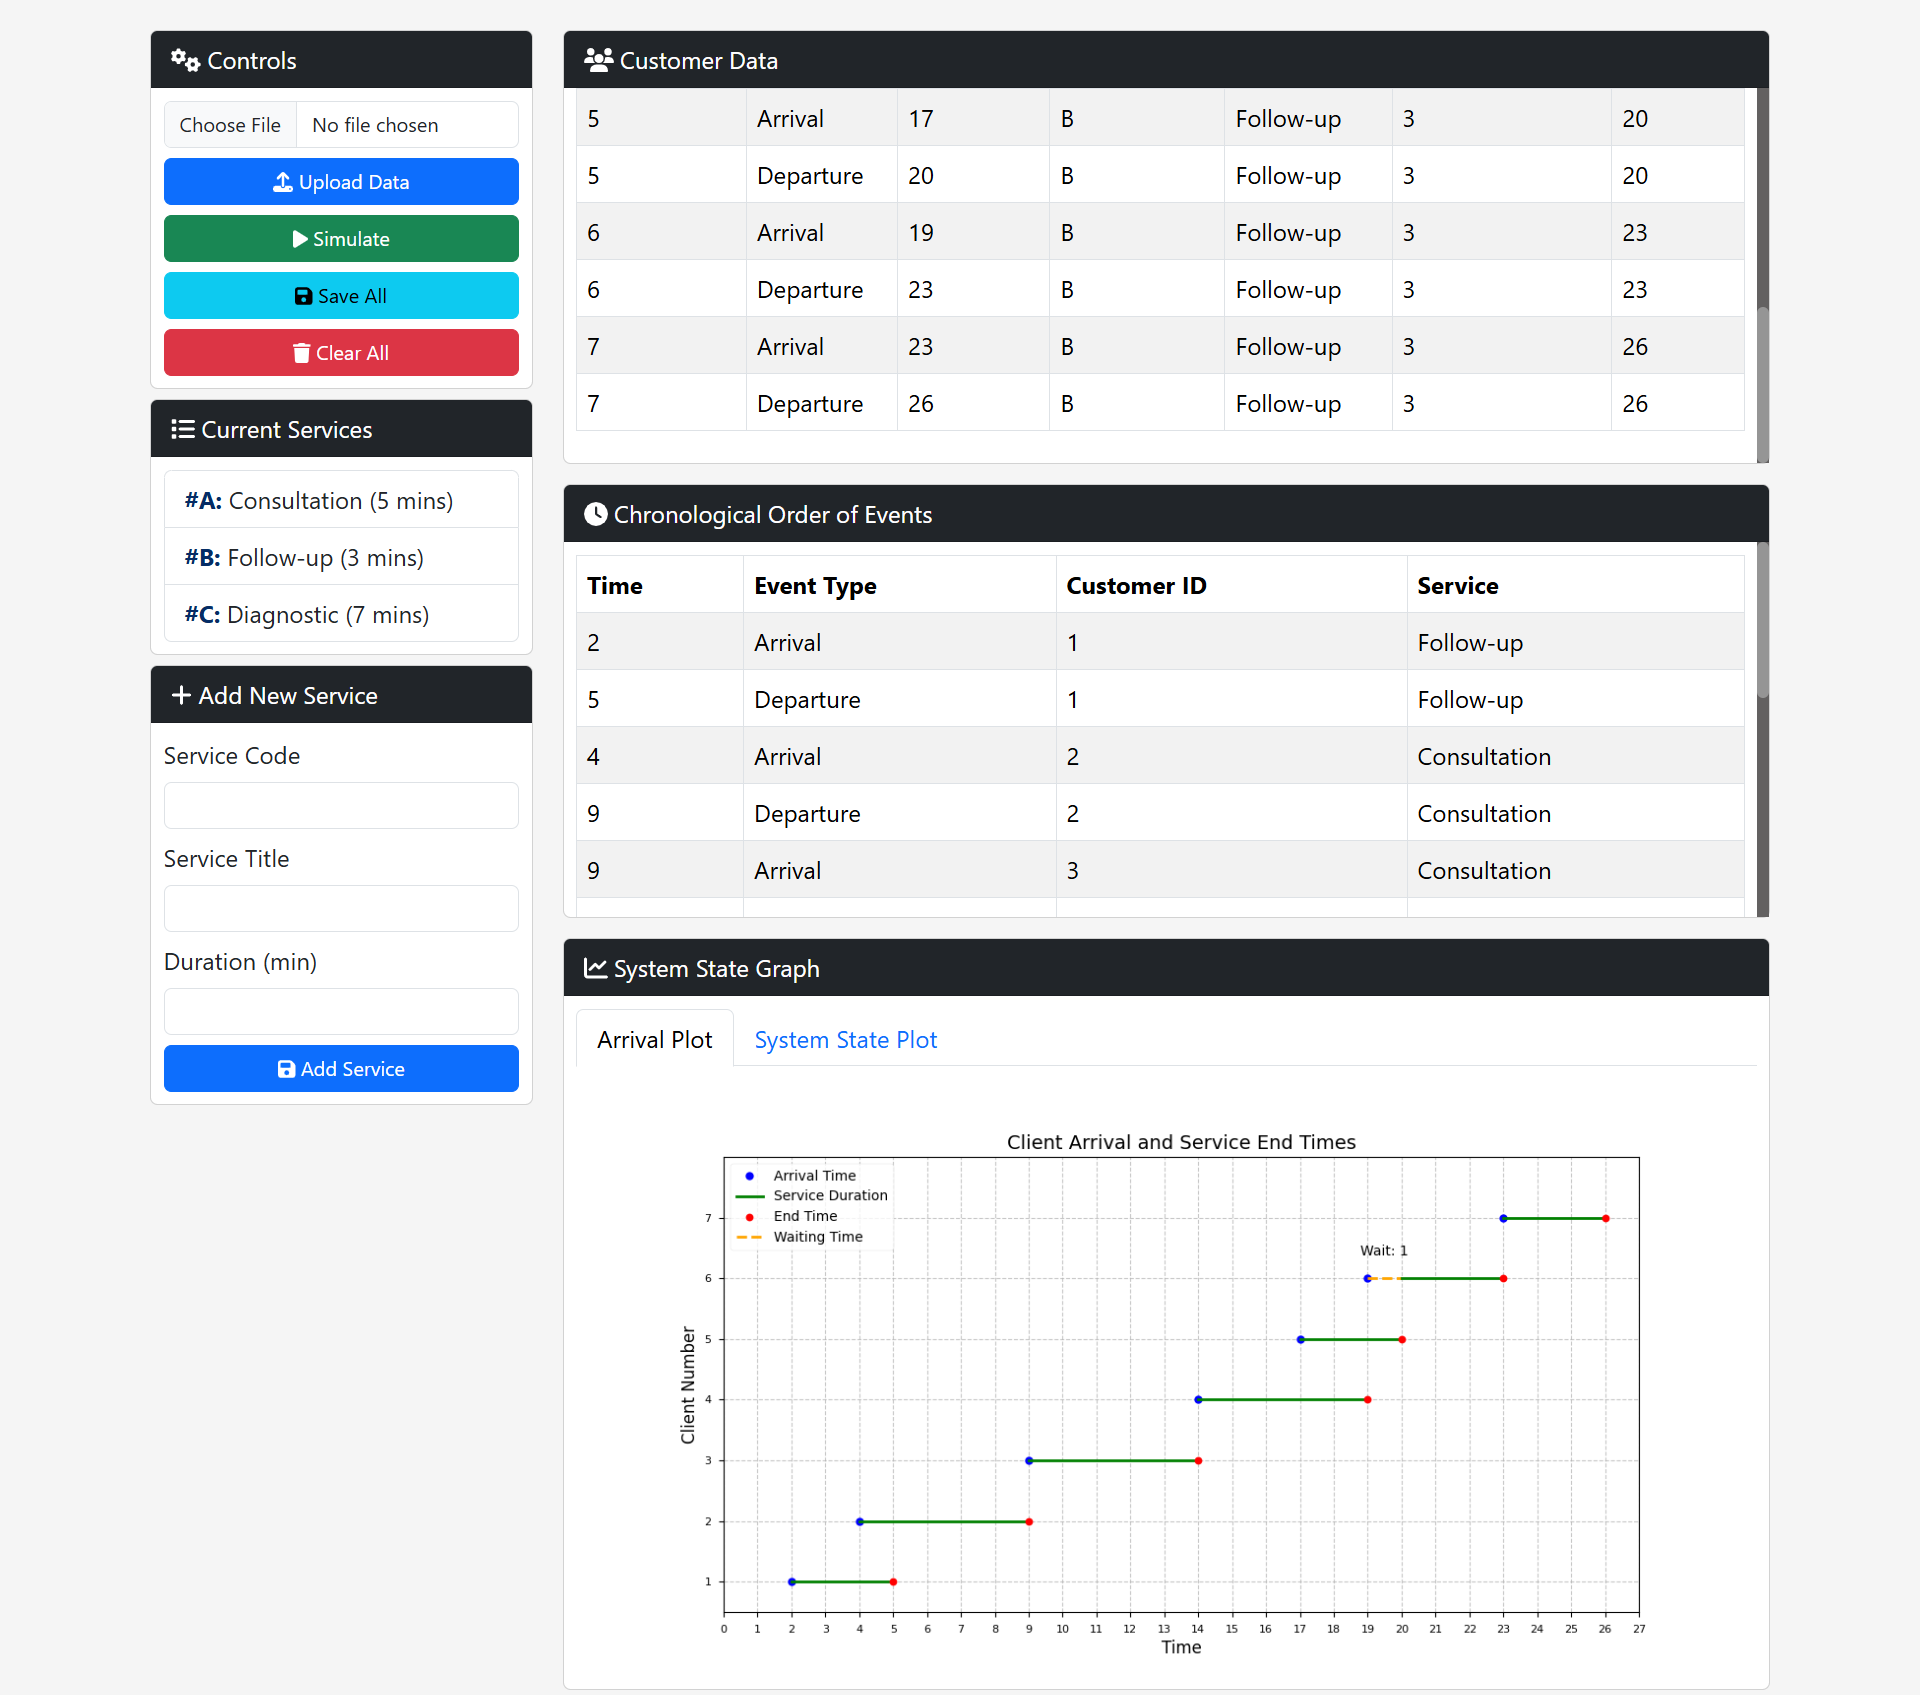 Controls
Choose File No file chosen
Upload Data
Simulate
Save All
Clear All
Current Services
#A: Consultation (5 mins)
#B: Follow-up (3 mins)
#C: Diagnostic (7 mins)
Add New Service
Service Code
Service Title
Duration (min)
Add Service
Customer Data
5 Arrival 17 B Follow-up 3 20
5 Departure 20 B Follow-up 3 20
6 Arrival 19 B Follow-up 3 23
6 Departure 23 B Follow-up 3 23
7 Arrival 23 B Follow-up 3 26
7 Departure 26 B Follow-up 3 26
Chronological Order of Events
Time Event Type Customer ID Service
2 Arrival 1 Follow-up
5 Departure 1 Follow-up
4 Arrival 2 Consultation
9 Departure 2 Consultation
9 Arrival 3 Consultation
System State Graph
Arrival Plot System State Plot
Client Arrival and Service End Times
Arrival Time
Service Duration
End Time
Waiting Time
Wait: 1
Client Number
7
6
5
4
3
2
1
0 1 2 3 4 5 6 7 8 9 10 11 12 13 14 15 16 17 18 19 20 21 22 23 24 25 26 27
Time